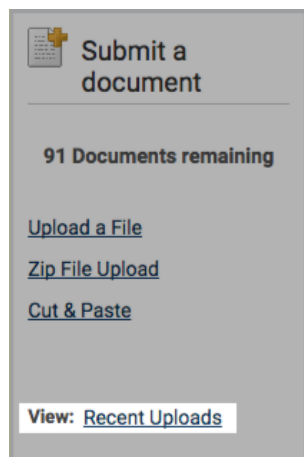 Submit a
document
91 Documents remaining
Upload a File
Zip File Upload
Cut & Paste
View: Recent Uploads